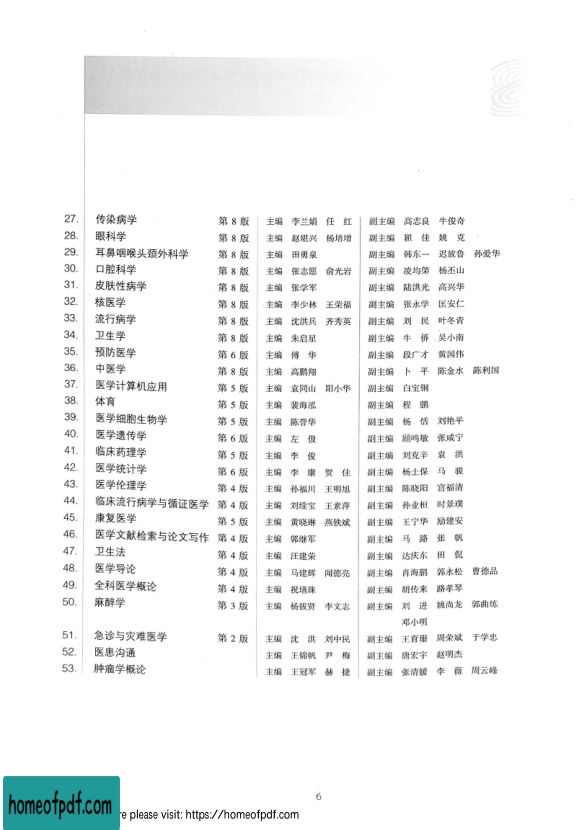 27. 传染病学 第 8 版 主编 李兰娟 任 红 副主编 高志良 牛俊奇
28. 眼科学 第 8 版 主编 赵堪兴 杨培增 副主编 瞿 佳 姚 克
29. 耳鼻咽喉头颈外科学 第 8 版 主编 田勇泉 副主编 韩东一 迟放鲁 孙爱华
30. 口腔科学 第 8 版 主编 张志愿 俞光岩 副主编 凌均棨 杨丕山
31. 皮肤性病学 第 8 版 主编 张学军 副主编 陆洪光 高兴华
32. 核医学 第 8 版 主编 李少林 王荣福 副主编 张永学 匡安仁
33. 流行病学 第 8 版 主编 沈洪兵 齐秀英 副主编 刘 民 叶冬青
34. 卫生学 第 8 版 主编 朱启星 副主编 牛 侨 吴小南
35. 预防医学 第 6 版 主编 傅 华 副主编 段广才 黄国伟
36. 中医学 第 8 版 主编 高鹏翔 副主编 卜 平 陈金水 陈利国
37. 医学计算机应用 第 5 版 主编 袁同山 阳小华 副主编 白宝钢
38. 体育 第 5 版 主编 裴海泓 副主编 程 鹏
39. 医学细胞生物学 第 5 版 主编 陈誉华 副主编 杨 恬 刘艳平
40. 医学遗传学 第 6 版 主编 左 伋 副主编 顾鸣敏 张咸宁
41. 临床药理学 第 5 版 主编 李 俊 副主编 刘克辛 袁 洪
42. 医学统计学 第 6 版 主编 李 康 贺 佳 副主编 杨土保 马 骏
43. 医学伦理学 第 4 版 主编 孙福川 王明旭 副主编 陈晓阳 宫福清
44. 临床流行病学与循证医学 第 4 版 主编 刘续宝 王素萍 副主编 孙业桓 时景璞
45. 康复医学 第 5 版 主编 黄晓琳 燕铁斌 副主编 王宁华 励建安
46. 医学文献检索与论文写作 第 4 版 主编 郭继军 副主编 马 路 张 帆
47. 卫生法 第 4 版 主编 汪建荣 副主编 达庆东 田 侃
48. 医学导论 第 4 版 主编 马建辉 闻德亮 副主编 肖海鹏 郭永松 曹德品
49. 全科医学概论 第 4 版 主编 祝墡珠 副主编 胡传来 路孝琴
50. 麻醉学 第 3 版 主编 杨拔贤 李文志 副主编 刘 进 姚尚龙 郭曲练
邓小明
51. 急诊与灾难医学 第 2 版 主编 沈 洪 刘中民 副主编 王育珊 周荣斌 于学忠
52. 医患沟通 主编 王锦帆 尹 梅 副主编 唐宏宇 赵明杰
53. 肿瘤学概论 主编 王冠军 赫 捷 副主编 张清媛 李 薇 周云峰
6
homeofpdf.com
re please visit: https://homeofpdf.com